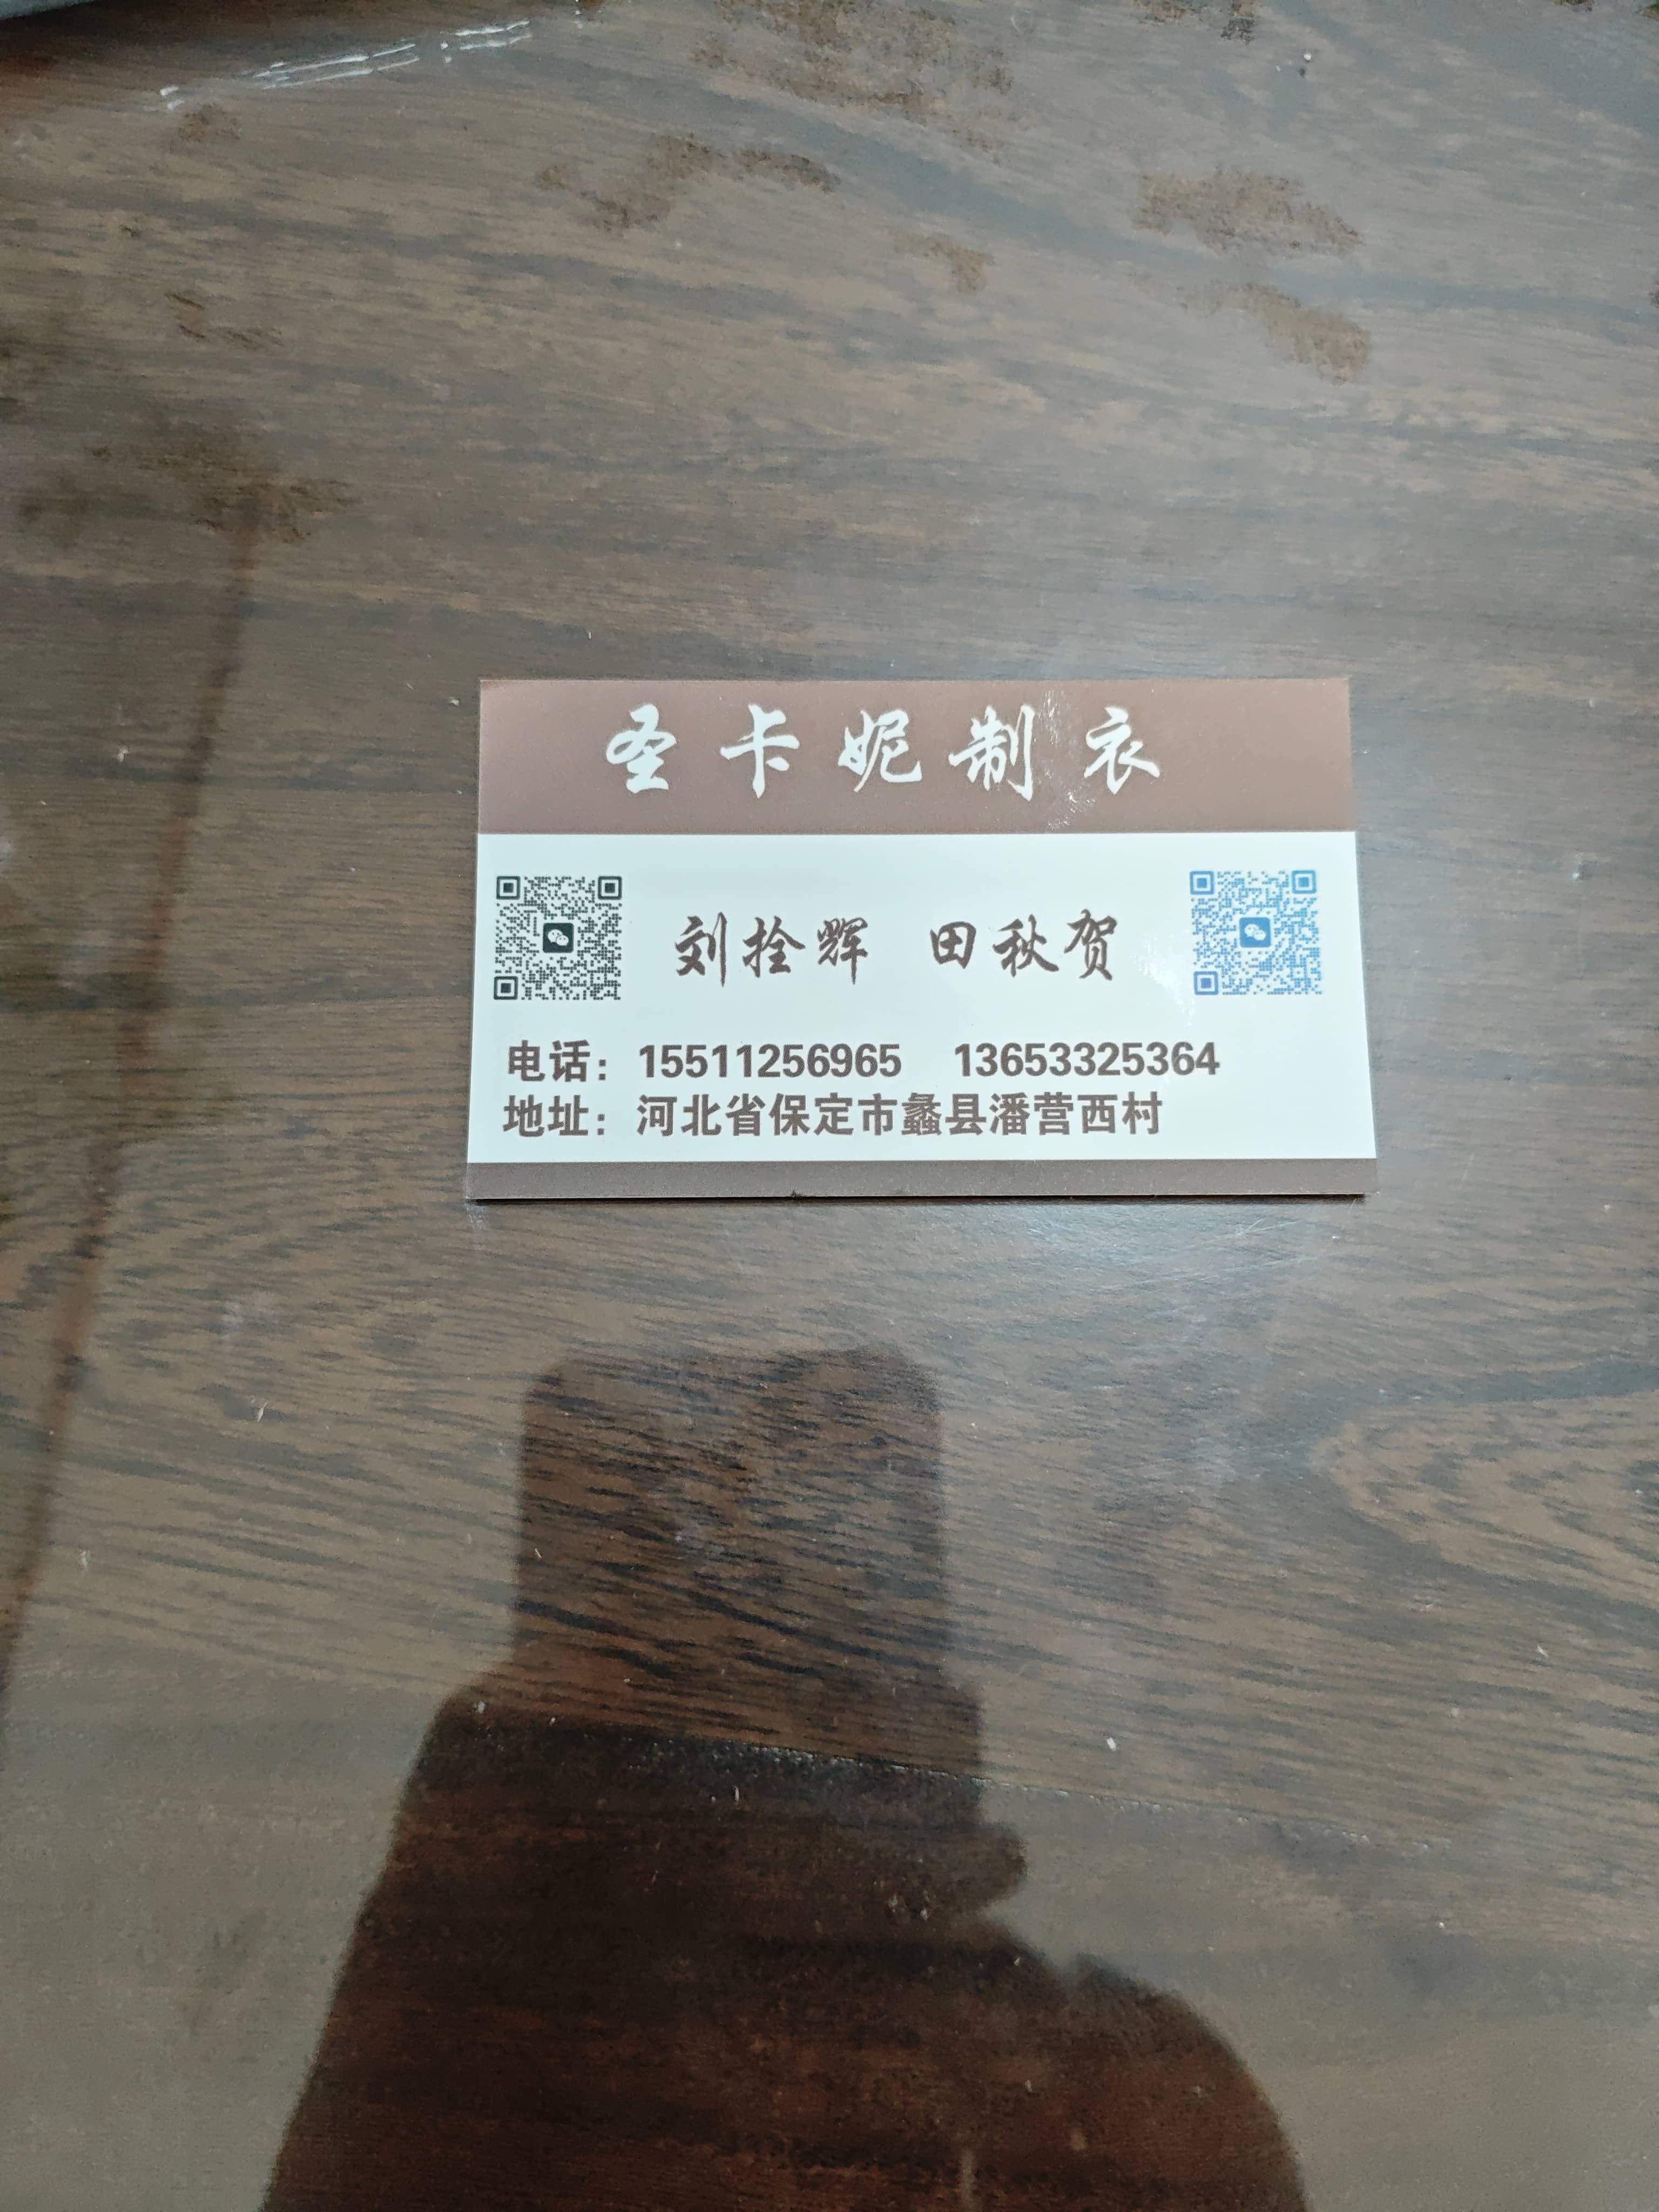 圣卡妮制衣
刘拴辉 田秋贺
电话：15511256965 13653325364
地址：河北省保定市蠡县潘营西村